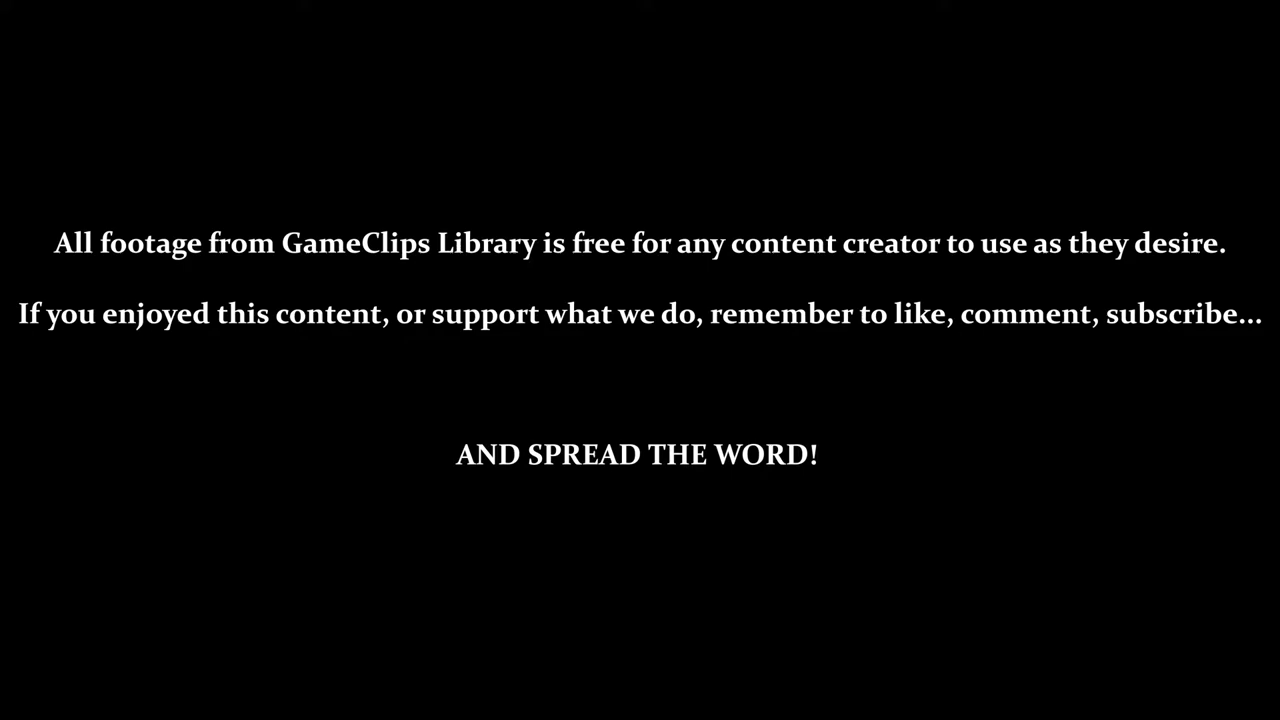 All footage from GameClips Library is free for any content creator to use as they desire.
If you enjoyed this content, or support what we do, remember to like, comment, subscribe...
AND SPREAD THE WORD!